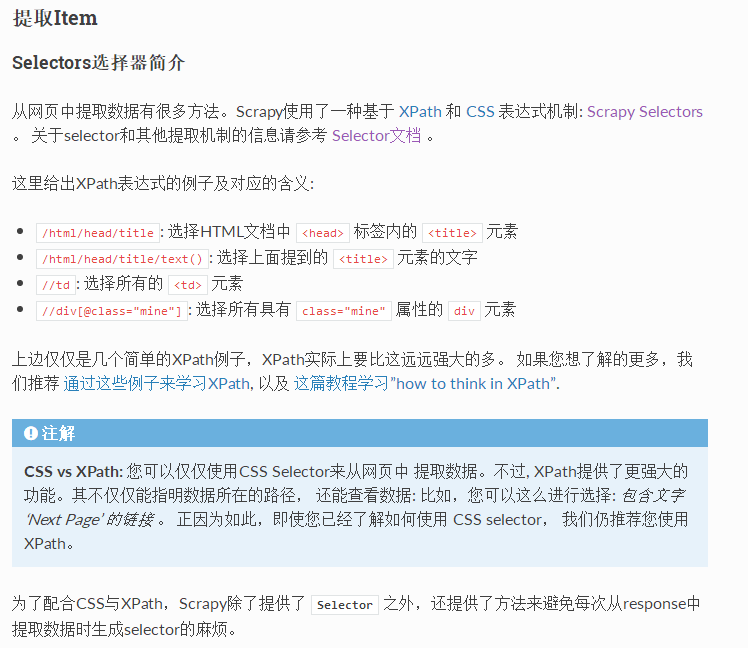 提取Item
Selectors选择器简介
从网页中提取数据有很多方法。Scrapy使用了一种基于 XPath 和 CSS 表达式机制: Scrapy Selectors
。 关于selector和其他提取机制的信息请参考 Selector文档 。
这里给出XPath表达式的例子及对应的含义:
/html/head/title: 选择HTML文档中 <head> 标签内的 <title> 元素
/html/head/title/text(): 选择上面提到的 <title> 元素的文字
//td: 选择所有的 <td> 元素
//div[@class="mine"]: 选择所有具有 class="mine" 属性的 div 元素
上边仅仅是几个简单的XPath例子，XPath实际上要比这远远强大的多。 如果您想了解的更多，我
们推荐 通过这些例子来学习XPath, 以及 这篇教程学习”how to think in XPath”.
注解
CSS vs XPath: 您可以仅仅使用CSS Selector来从网页中 提取数据。不过, XPath提供了更强大的
功能。其不仅仅能指明数据所在的路径， 还能查看数据: 比如，您可以这么进行选择: 包含文字
‘Next Page’ 的链接 。 正因为如此，即使您已经了解如何使用 CSS selector， 我们仍推荐您使用
XPath。
为了配合CSS与XPath，Scrapy除了提供了 Selector 之外，还提供了方法来避免每次从response中
提取数据时生成selector的麻烦。